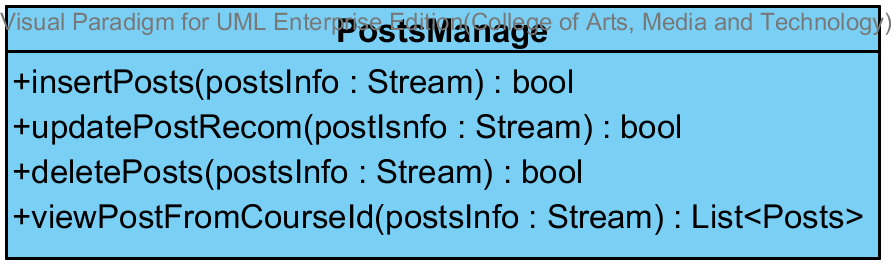 Visual Paradigm for UML Enterprise Edition(College of Arts, Media and Technology)
PostsManage
+insertPosts(postsInfo : Stream) : bool
+updatePostRecom(postIsnfo : Stream) : bool
+deletePosts(postsInfo : Stream) : bool
+viewPostFromCourseId(postsInfo : Stream) : List<Posts>